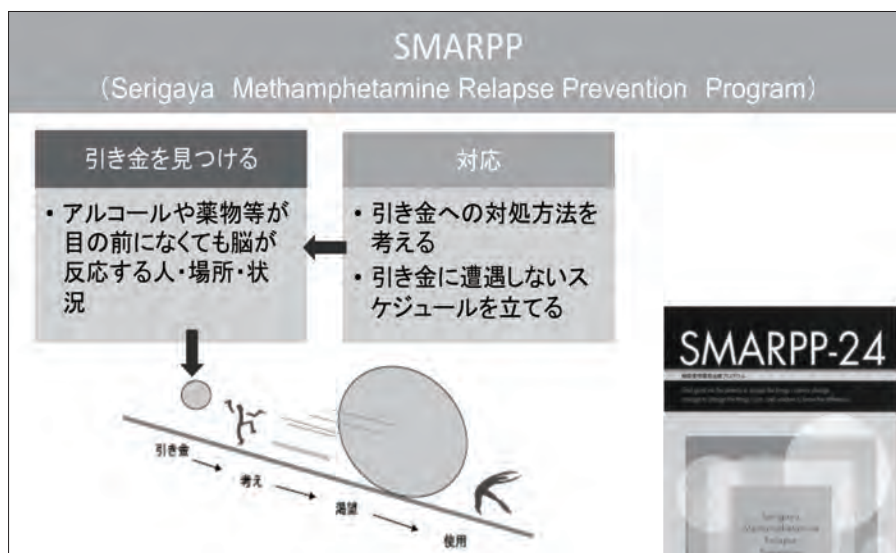 SMARPP
（Serigaya Methamphetamine Relapse Prevention Program）
引き金を見つける
・アルコールや薬物等が
目の前になくても脳が
反応する人・場所・状
況
対応
・引き金への対処方法を
考える
・引き金に遭遇しないス
ケジュールを立てる
引き金
考え
渇望
使用
SMARPP-24
Serigaya
Methamphetamine
Relapse